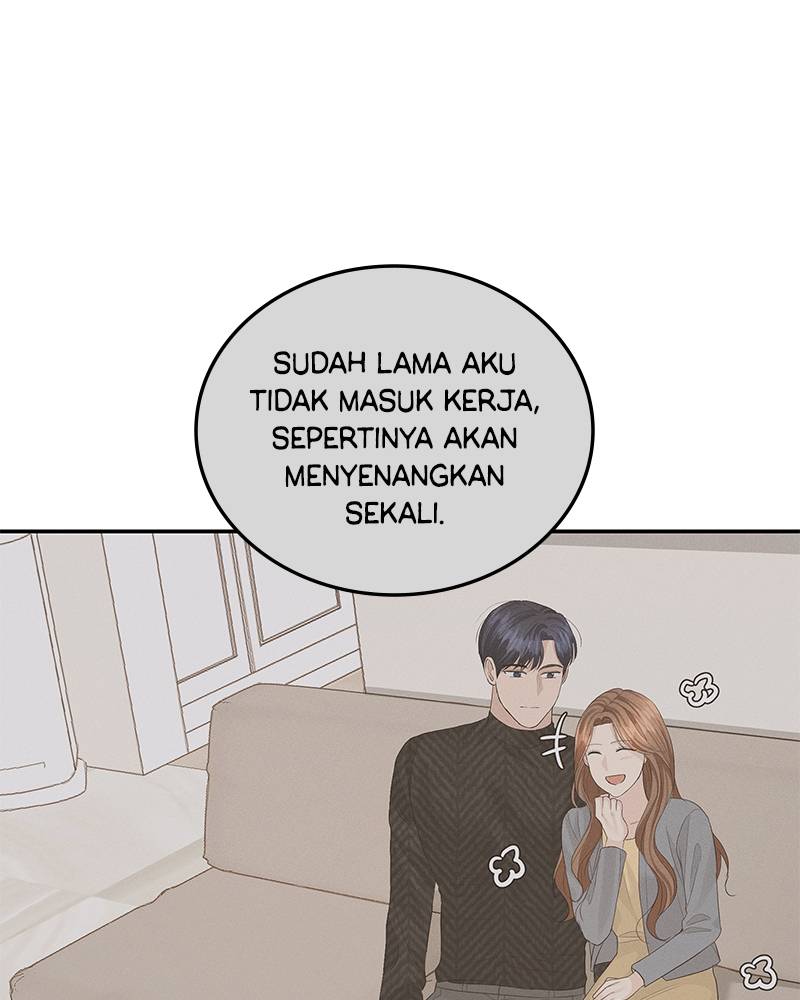 SUDAH LAMA AKU
TIDAK MASUK KERJA,
SEPERTINYA AKAN
MENYENANGKAN
SEKALI.